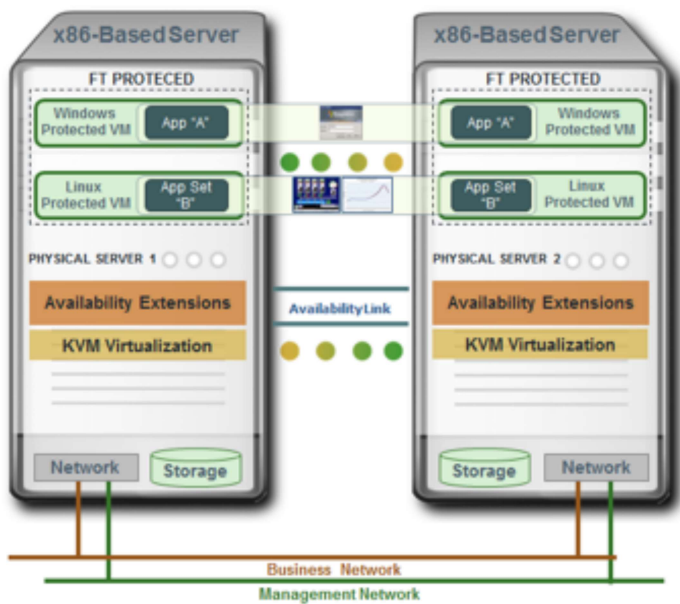 x86-Based Server
FT PROTECED
Windows
Protected VM
App "A"
Linux
Protected VM
App Set
"B"
PHYSICAL SERVER 1
Availability Extensions
KVM Virtualization
Network
Storage
AvailabilityLink
x86-Based Server
FT PROTECTED
App "A"
Windows
Protected VM
App Set
"B"
Linux
Protected VM
PHYSICAL SERVER 2
Availability Extensions
KVM Virtualization
Storage
Network
Business Network
Management Network